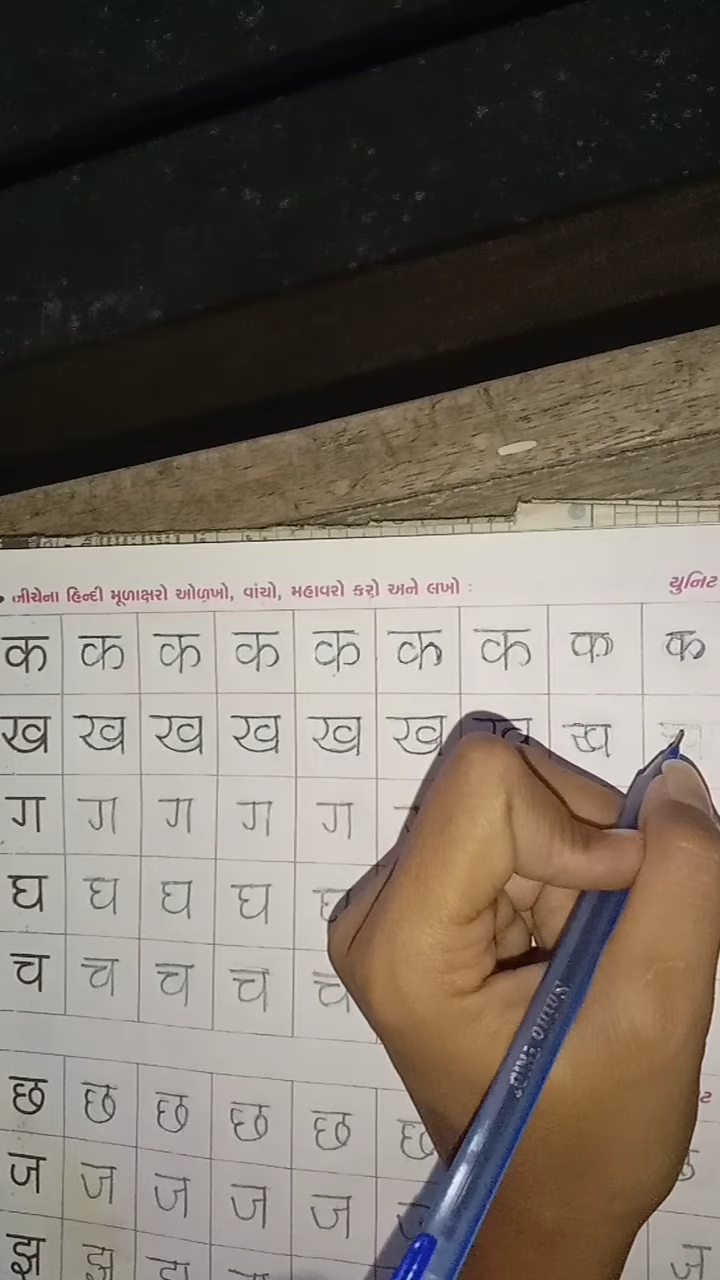 નીચેના હિન્દી મૂળાક્ષરો ઓળખો, વાંચો, મહાવરો કરો અને લખો : યુનિટ
क क क क क क क क क
ख ख ख ख ख ख ख ख
ग ग ग ग ग
घ घ घ घ घ
च च च च च
छ छ छ छ छ छ
ज ज ज ज ज ज
झ झ